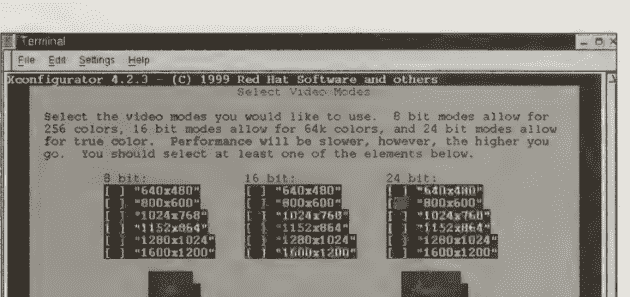 Terminal
File Edit Settings Help
Xconfigurator 4.2.3 - (C) 1999 Red Hat Software and others
Select Video Modes
Select the video modes you would like to use. 8 bit modes allow for
256 colors, 16 bit modes allow for 64k colors, and 24 bit modes allow
for true color. Performance will be slower, however, the higher you
go. You should select at least one of the elements below.
8 bit: 16 bit: 24 bit:
[ ] "640x480" [ ] "640x480" [ ] "640x480"
[ ] "800x600" [ ] "800x600" [ ] "800x600"
[ ] "1024x768" [ ] "1024x768" [ ] "1024x768"
[ ] "1152x864" [ ] "1152x864" [ ] "1152x864"
[ ] "1280x1024" [ ] "1280x1024" [ ] "1280x1024"
[ ] "1600x1200" [ ] "1600x1200" [ ] "1600x1200"